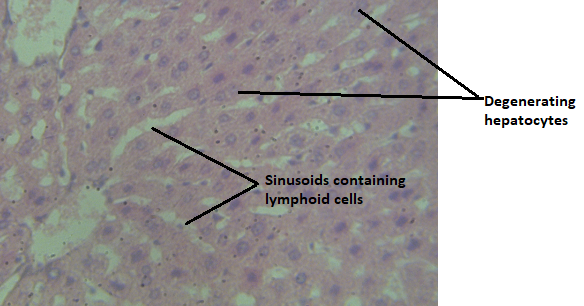 Degenerating
hepatocytes
Sinusoids containing
lymphoid cells